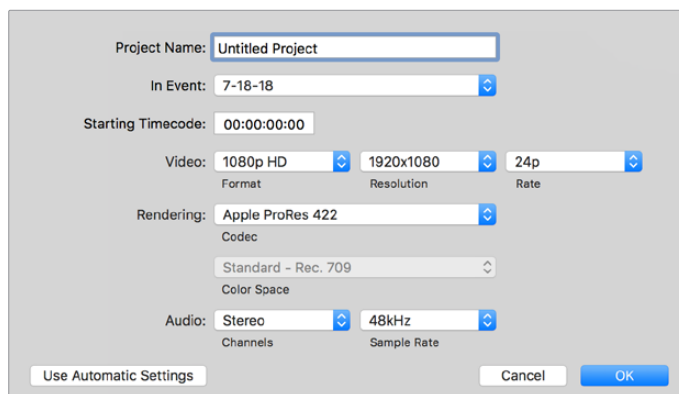 Project Name: Untitled Project
In Event: 7-18-18
Starting Timecode: 00:00:00:00
Video: 1080p HD 1920x1080 24p
Format Resolution Rate
Rendering: Apple ProRes 422
Codec
Standard - Rec. 709
Color Space
Audio: Stereo 48kHz
Channels Sample Rate
Use Automatic Settings Cancel OK